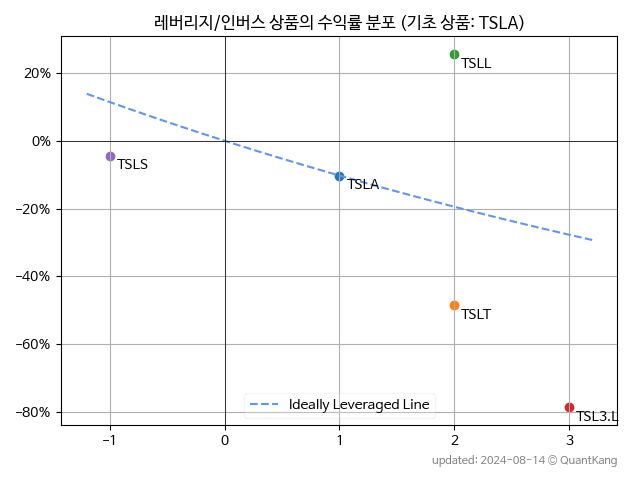 레버리지/인버스 상품의 수익률 분포 (기초 상품: TSLA)
20%
0%
−20%
−40%
−60%
−80%
TSLL
TSLS
TSLA
TSLT
TSL3.L
Ideally Leveraged Line
−1
0
1
2
3
updated: 2024-08-14 © QuantKang